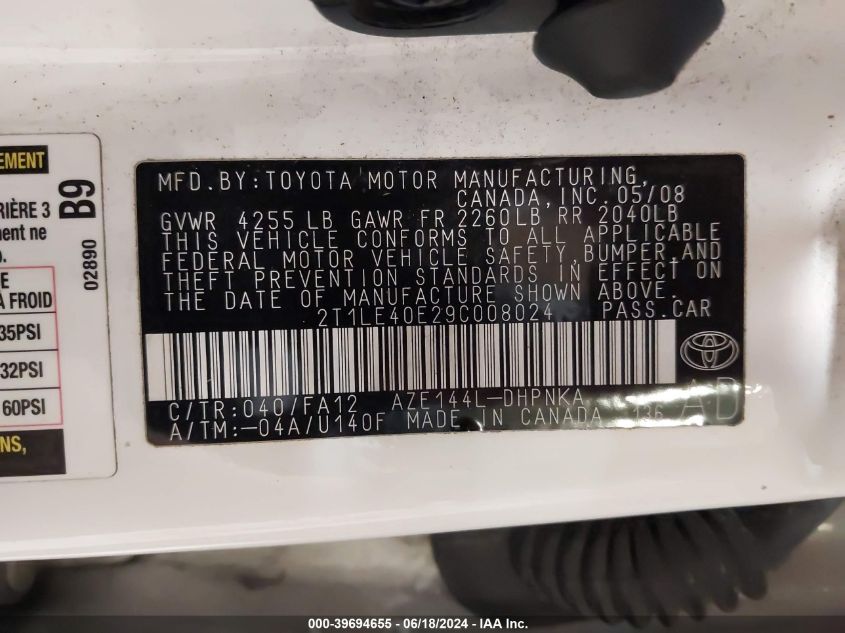 EMENT
RIÈRE 3
ment ne
E
A FROID
35PSI
32PSI
60PSI
NS,
02890
B9
MFD.BY:TOYOTA MOTOR MANUFACTURING,
CANADA,INC.05/08
GVWR 4255 LB GAWR FR 2260LB RR 2040LB
THIS VEHICLE CONFORMS TO ALL APPLICABLE
FEDERAL MOTOR VEHICLE SAFETY,BUMPER,AND
THEFT PREVENTION STANDARDS IN EFFECT ON
THE DATE OF MANUFACTURE SHOWN ABOVE.
2T1LE40E29C008024 PASS.CAR
C/TR:040/FA12 AZE144L-DHPNKA
A/TM:-04A/U140F MADE IN CANADA 136 AD
000-39694655 - 06/18/2024 - IAA Inc.